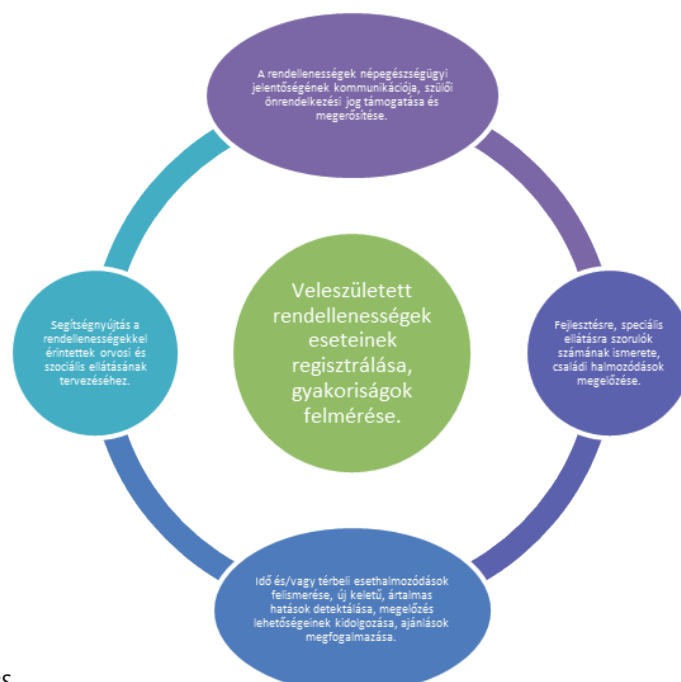 A rendellenességek népegészségügyi
jelentőségének kommunikációja, szülői
önrendelkezési jog támogatása és
megerősítése.
Segítségnyújtás a
rendellenességekkel
érintettek orvosi és
szociális ellátásának
tervezéséhez.
Veleszületett
rendellenességek
eseteinek
regisztrálása,
gyakoriságok
felmérése.
Fejlesztésre, speciális
ellátásra szorulók
számának ismerete,
családi halmozódások
megelőzése.
Idő és/vagy térbeli esethalmozódások
felismerése, új keletű, ártalmas
hatások detektálása, megelőzés
lehetőségeinek kidolgozása, ajánlások
megfogalmazása.